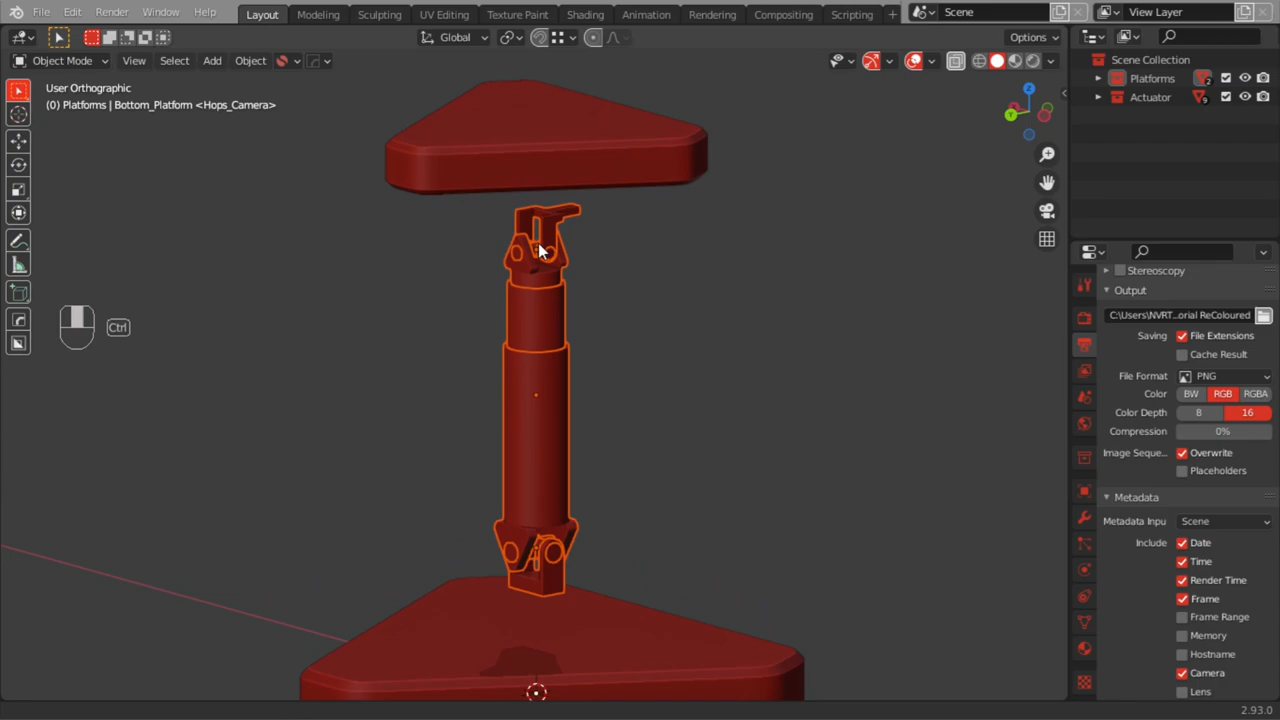 File Edit Render Window Help Layout Modeling Sculpting UV Editing Texture Paint Shading Animation Rendering Compositing Scripting + Scene View Layer
Global Options
Object Mode View Select Add Object
User Orthographic
(0) Platforms | Bottom_Platform <Hops_Camera>
Ctrl
Scene Collection
Platforms 2
Actuator 9
Stereoscopy
Output
C:\Users\NVRT...orial ReColoured
Saving File Extensions
Cache Result
File Format PNG
Color BW RGB RGBA
Color Depth 8 16
Compression 0%
Image Seque... Overwrite
Placeholders
Metadata
Metadata Inpu Scene
Include Date
Time
Render Time
Frame
Frame Range
Memory
Hostname
Camera
Lens
2.93.0